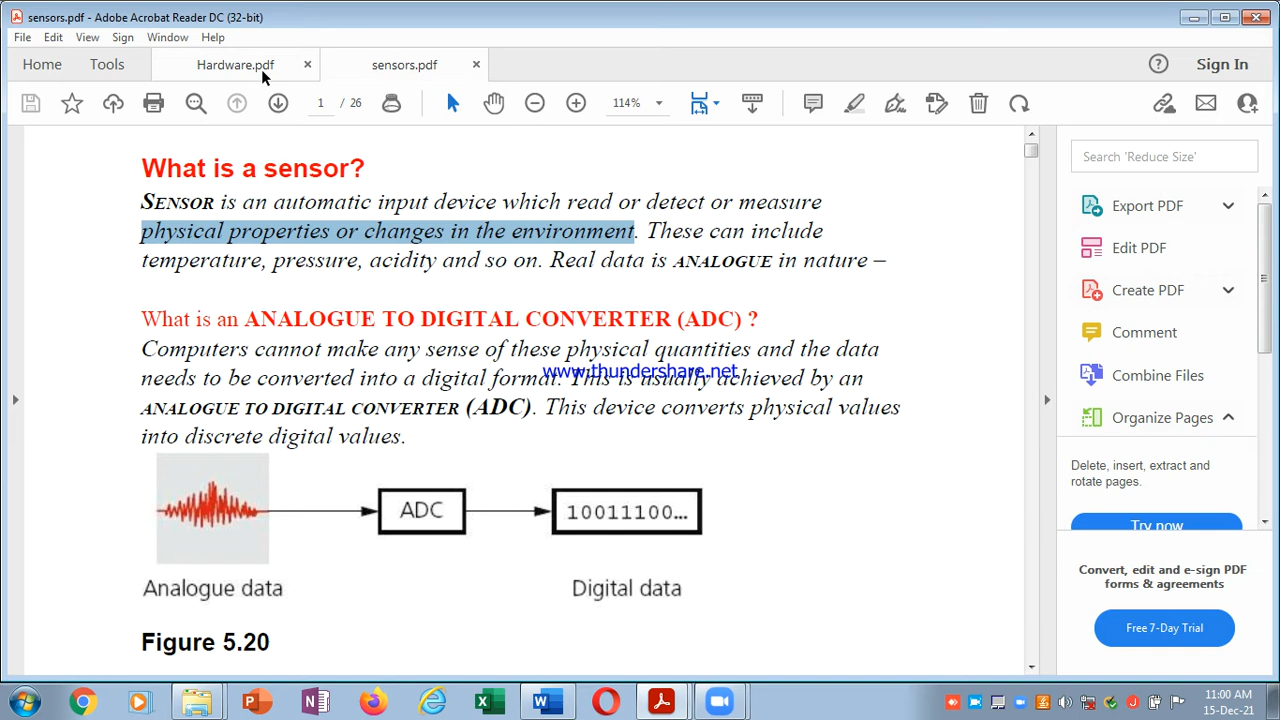 sensors.pdf - Adobe Acrobat Reader DC (32-bit)
File Edit View Sign Window Help
Home Tools Hardware.pdf × sensors.pdf × Sign In
1 / 26 114%
What is a sensor?
SENSOR is an automatic input device which read or detect or measure
physical properties or changes in the environment. These can include
temperature, pressure, acidity and so on. Real data is ANALOGUE in nature –
What is an ANALOGUE TO DIGITAL CONVERTER (ADC) ?
Computers cannot make any sense of these physical quantities and the data
needs to be converted into a digital format. This is usually achieved by an
www.thundershare.net
ANALOGUE TO DIGITAL CONVERTER (ADC). This device converts physical values
into discrete digital values.
ADC
10011100...
Analogue data
Digital data
Figure 5.20
Search 'Reduce Size'
Export PDF
Edit PDF
Create PDF
Comment
Combine Files
Organize Pages
Delete, insert, extract and
rotate pages.
Try now
Convert, edit and e-sign PDF
forms & agreements
Free 7-Day Trial
11:00 AM
15-Dec-21